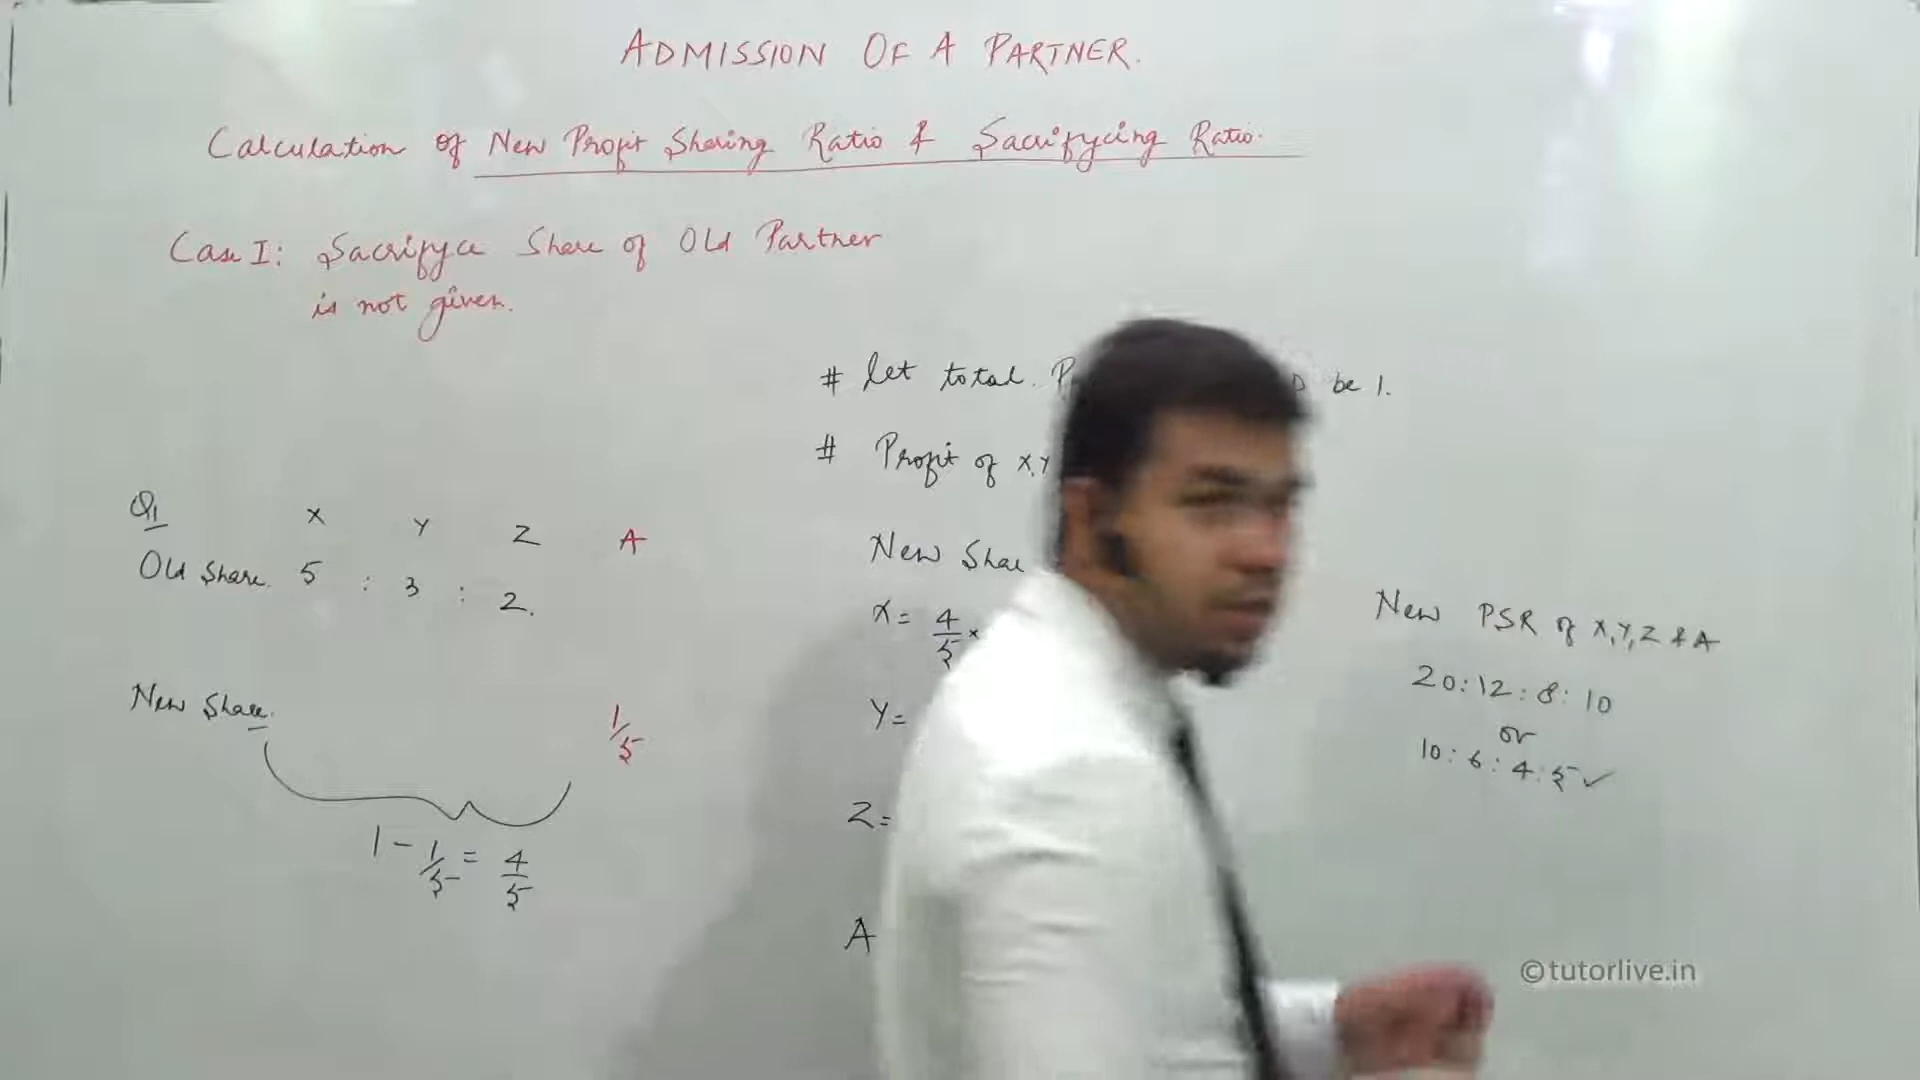 ADMISSION OF A PARTNER.
Calculation of New Profit Sharing Ratio & Sacrifycing Ratio.
Case I: Sacrifyce Share of Old Partner
is not given.
# let total be 1.
# Profit of X,Y
Q1 X Y Z A
Old Share. 5 : 3 : 2.
New Share. 1/5
1 - 1/5 = 4/5
New Share
X = 4/5 ×
Y =
Z =
A
New PSR of X,Y,Z & A
20:12:8:10
or
10:6:4:5 ✓
©tutorlive.in